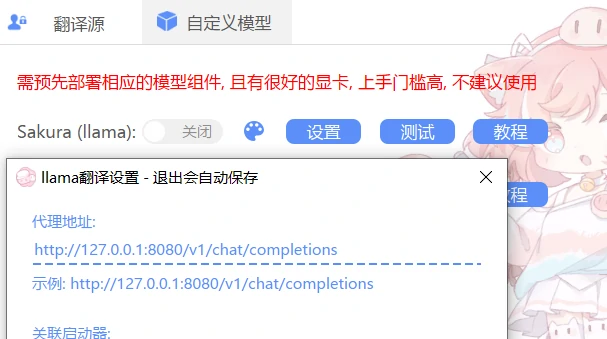 翻译源 自定义模型
需预先部署相应的模型组件, 且有很好的显卡, 上手门槛高, 不建议使用
Sakura (llama): 关闭 设置 测试 教程
llama翻译设置 - 退出会自动保存
代理地址:
http://127.0.0.1:8080/v1/chat/completions
示例: http://127.0.0.1:8080/v1/chat/completions
关联启动器: